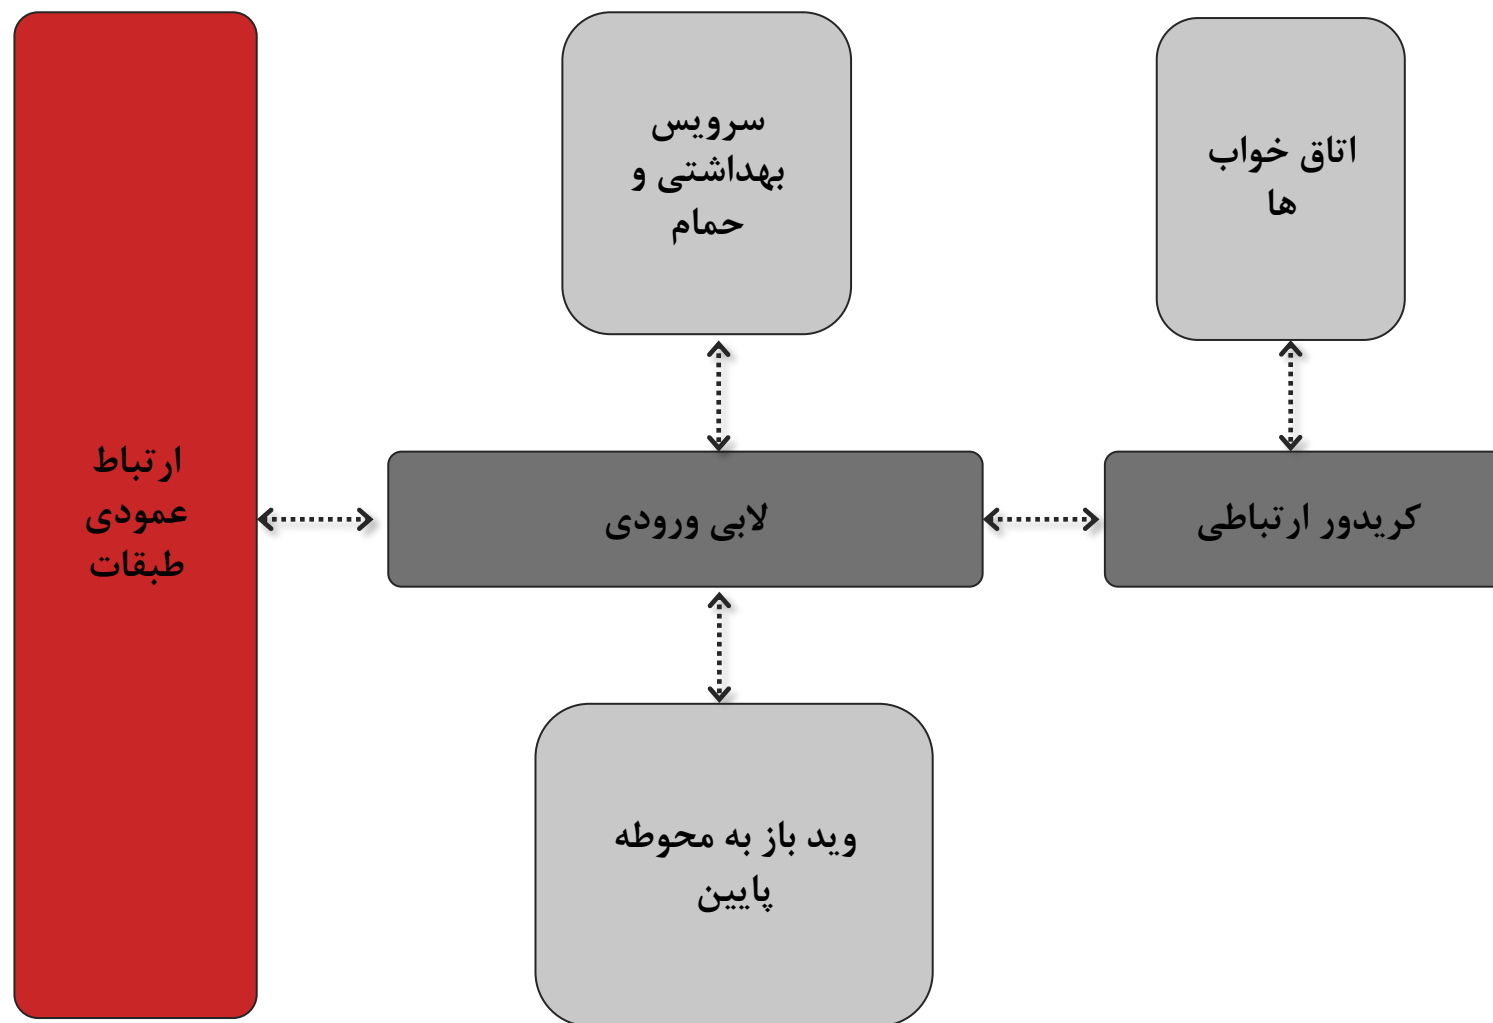 سرویس
بهداشتی و
حمام
اتاق خواب
ها
ارتباط
عمودی
طبقات
لابی ورودی
کریدور ارتباطی
وید باز به محوطه
پایین